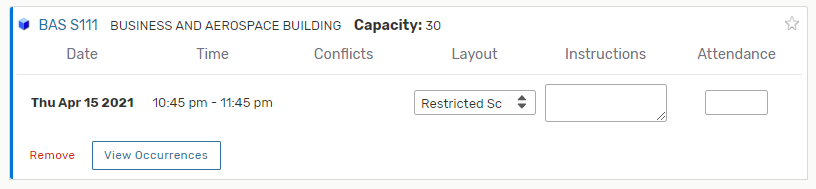 BAS S111 BUSINESS AND AEROSPACE BUILDING Capacity: 30
Date Time Conflicts Layout Instructions Attendance
Thu Apr 15 2021 10:45 pm - 11:45 pm Restricted Sc
Remove View Occurrences